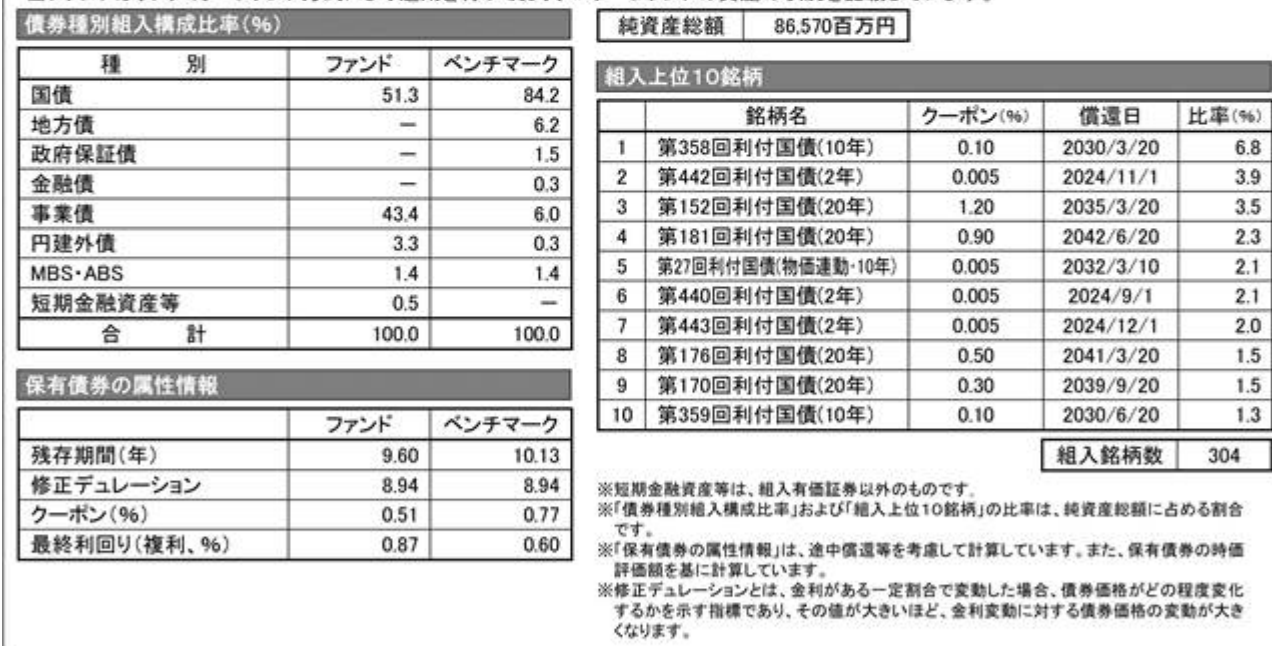 債券種別組入構成比率(%)
種 別 ファンド ベンチマーク
国債 51.3 84.2
地方債 － 6.2
政府保証債 － 1.5
金融債 － 0.3
事業債 43.4 6.0
円建外債 3.3 0.3
MBS・ABS 1.4 1.4
短期金融資産等 0.5 －
合 計 100.0 100.0
保有債券の属性情報
ファンド ベンチマーク
残存期間(年) 9.60 10.13
修正デュレーション 8.94 8.94
クーポン(%) 0.51 0.77
最終利回り(複利、%) 0.87 0.60
純資産総額 86,570百万円
組入上位10銘柄
銘柄名 クーポン(%) 償還日 比率(%)
1 第358回利付国債(10年) 0.10 2030/3/20 6.8
2 第442回利付国債(2年) 0.005 2024/11/1 3.9
3 第152回利付国債(20年) 1.20 2035/3/20 3.5
4 第181回利付国債(20年) 0.90 2042/6/20 2.3
5 第27回利付国債(物価連動・10年) 0.005 2032/3/10 2.1
6 第440回利付国債(2年) 0.005 2024/9/1 2.1
7 第443回利付国債(2年) 0.005 2024/12/1 2.0
8 第176回利付国債(20年) 0.50 2041/3/20 1.5
9 第170回利付国債(20年) 0.30 2039/9/20 1.5
10 第359回利付国債(10年) 0.10 2030/6/20 1.3
組入銘柄数 304
※短期金融資産等は、組入有価証券以外のものです。
※「債券種別組入構成比率」および「組入上位10銘柄」の比率は、純資産総額に占める割合
です。
※「保有債券の属性情報」は、途中償還等を考慮して計算しています。また、保有債券の時価
評価額を基に計算しています。
※修正デュレーションとは、金利がある一定割合で変動した場合、債券価格がどの程度変化
するかを示す指標であり、その値が大きいほど、金利変動に対する債券価格の変動が大き
くなります。